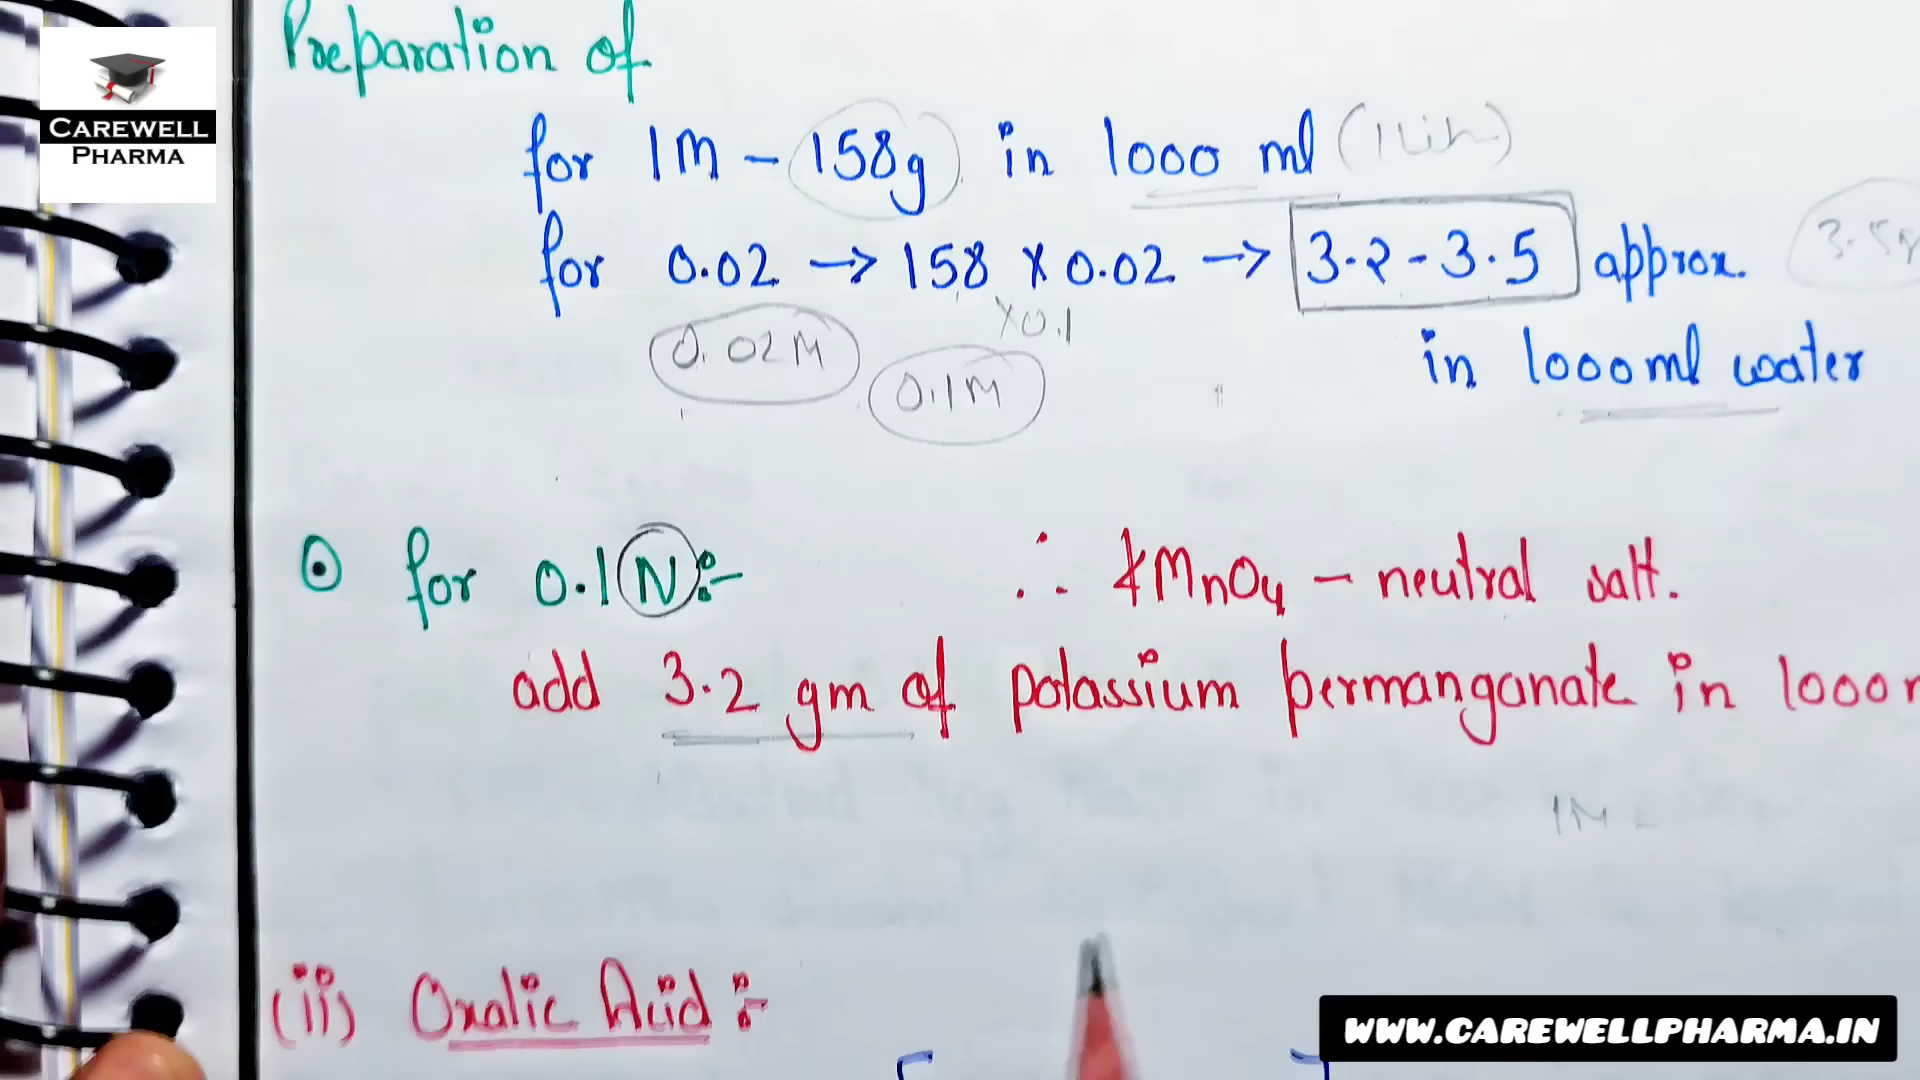 CAREWELL
PHARMA
Preparation of
for 1M - 158g in 1000 ml
for 0.02 → 158 x 0.02 → 3.2 - 3.5 approx.
x0.1
0.02M
0.1M
in 1000ml water
for 0.1N:-
∴ KMnO4 - neutral salt.
add 3.2 gm of potassium permanganate in 1000
(ii) Oxalic Acid :-
WWW.CAREWELLPHARMA.IN